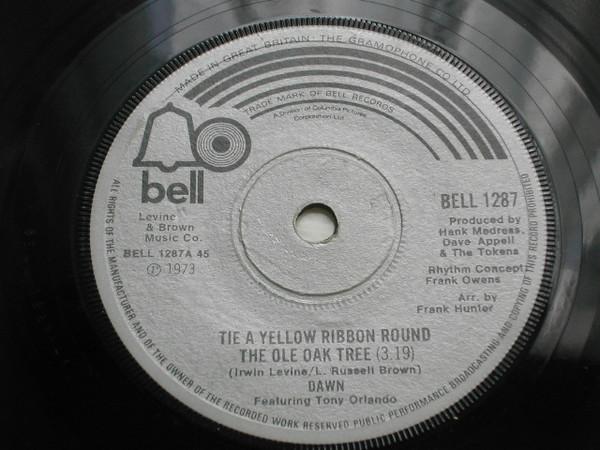 MADE IN GREAT BRITAIN · THE GRAMOPHONE CO LTD
TRADE MARK OF BELL RECORDS
A Division of Columbia Pictures
Corporation Ltd
bell
Levine
& Brown
Music Co.
BELL 1287A 45
℗ 1973
BELL 1287
Produced by
Hank Medress,
Dave Appell
& The Tokens
Rhythm Concept
Frank Owens
Arr. by
Frank Hunter
TIE A YELLOW RIBBON ROUND
THE OLE OAK TREE (3.19)
(Irwin Levine/L. Russell Brown)
DAWN
Featuring Tony Orlando
ALL RIGHTS OF THE MANUFACTURER AND OF THE OWNER OF THE RECORDED WORK RESERVED PUBLIC PERFORMANCE BROADCASTING AND COPYING OF THIS RECORD PROHIBITED